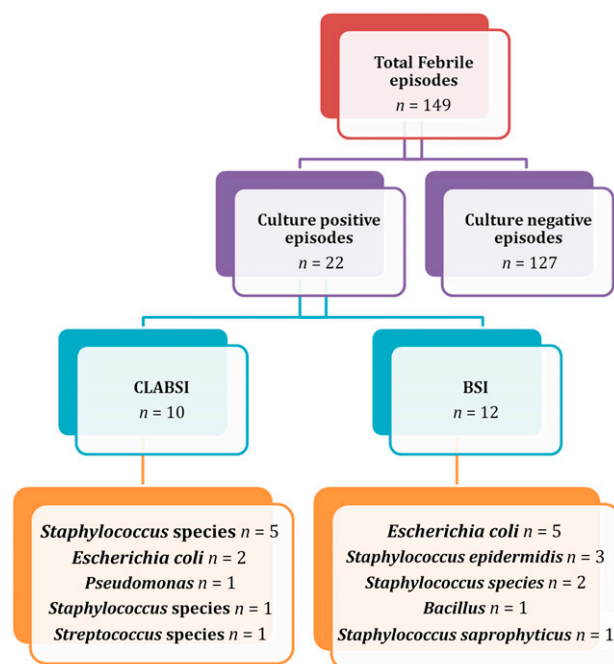 Total Febrile
episodes
n = 149
Culture positive
episodes
n = 22
Culture negative
episodes
n = 127
CLABSI
n = 10
BSI
n = 12
Staphylococcus species n = 5
Escherichia coli n = 2
Pseudomonas n = 1
Staphylococcus species n = 1
Streptococcus species n = 1
Escherichia coli n = 5
Staphylococcus epidermidis n = 3
Staphylococcus species n = 2
Bacillus n = 1
Staphylococcus saprophyticus n = 1